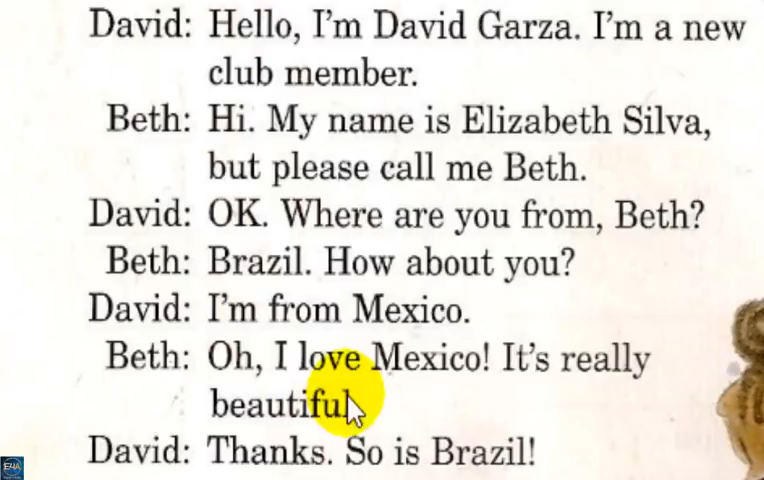 David: Hello, I'm David Garza. I'm a new
club member.
Beth: Hi. My name is Elizabeth Silva,
but please call me Beth.
David: OK. Where are you from, Beth?
Beth: Brazil. How about you?
David: I'm from Mexico.
Beth: Oh, I love Mexico! It's really
beautiful.
David: Thanks. So is Brazil!